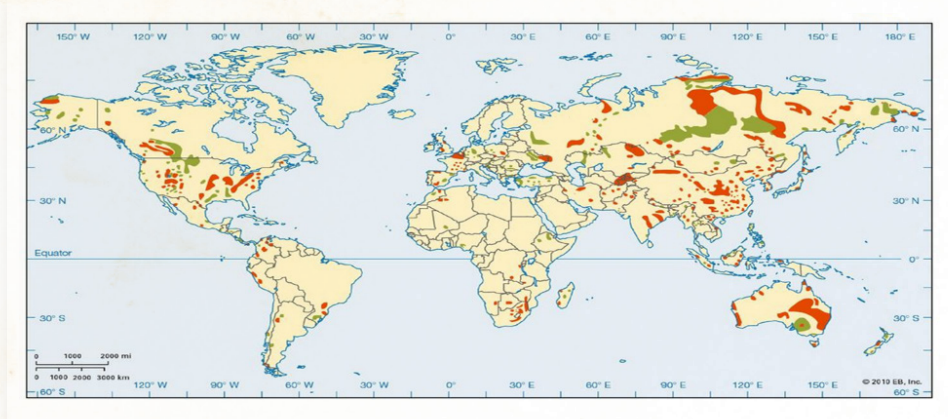 150° W 120° W 90° W 60° W 30° W 0° 30° E 60° E 90° E 120° E 150° E 180° E
60° N 60° N
30° N 30° N
Equator 0°
30° S 30° S
0 1000 2000 mi
0 1000 2000 3000 km
© 2010 EB, Inc.
60° S 120° W 90° W 60° W 30° W 0° 30° E 60° E 90° E 120° E 150° E 60° S